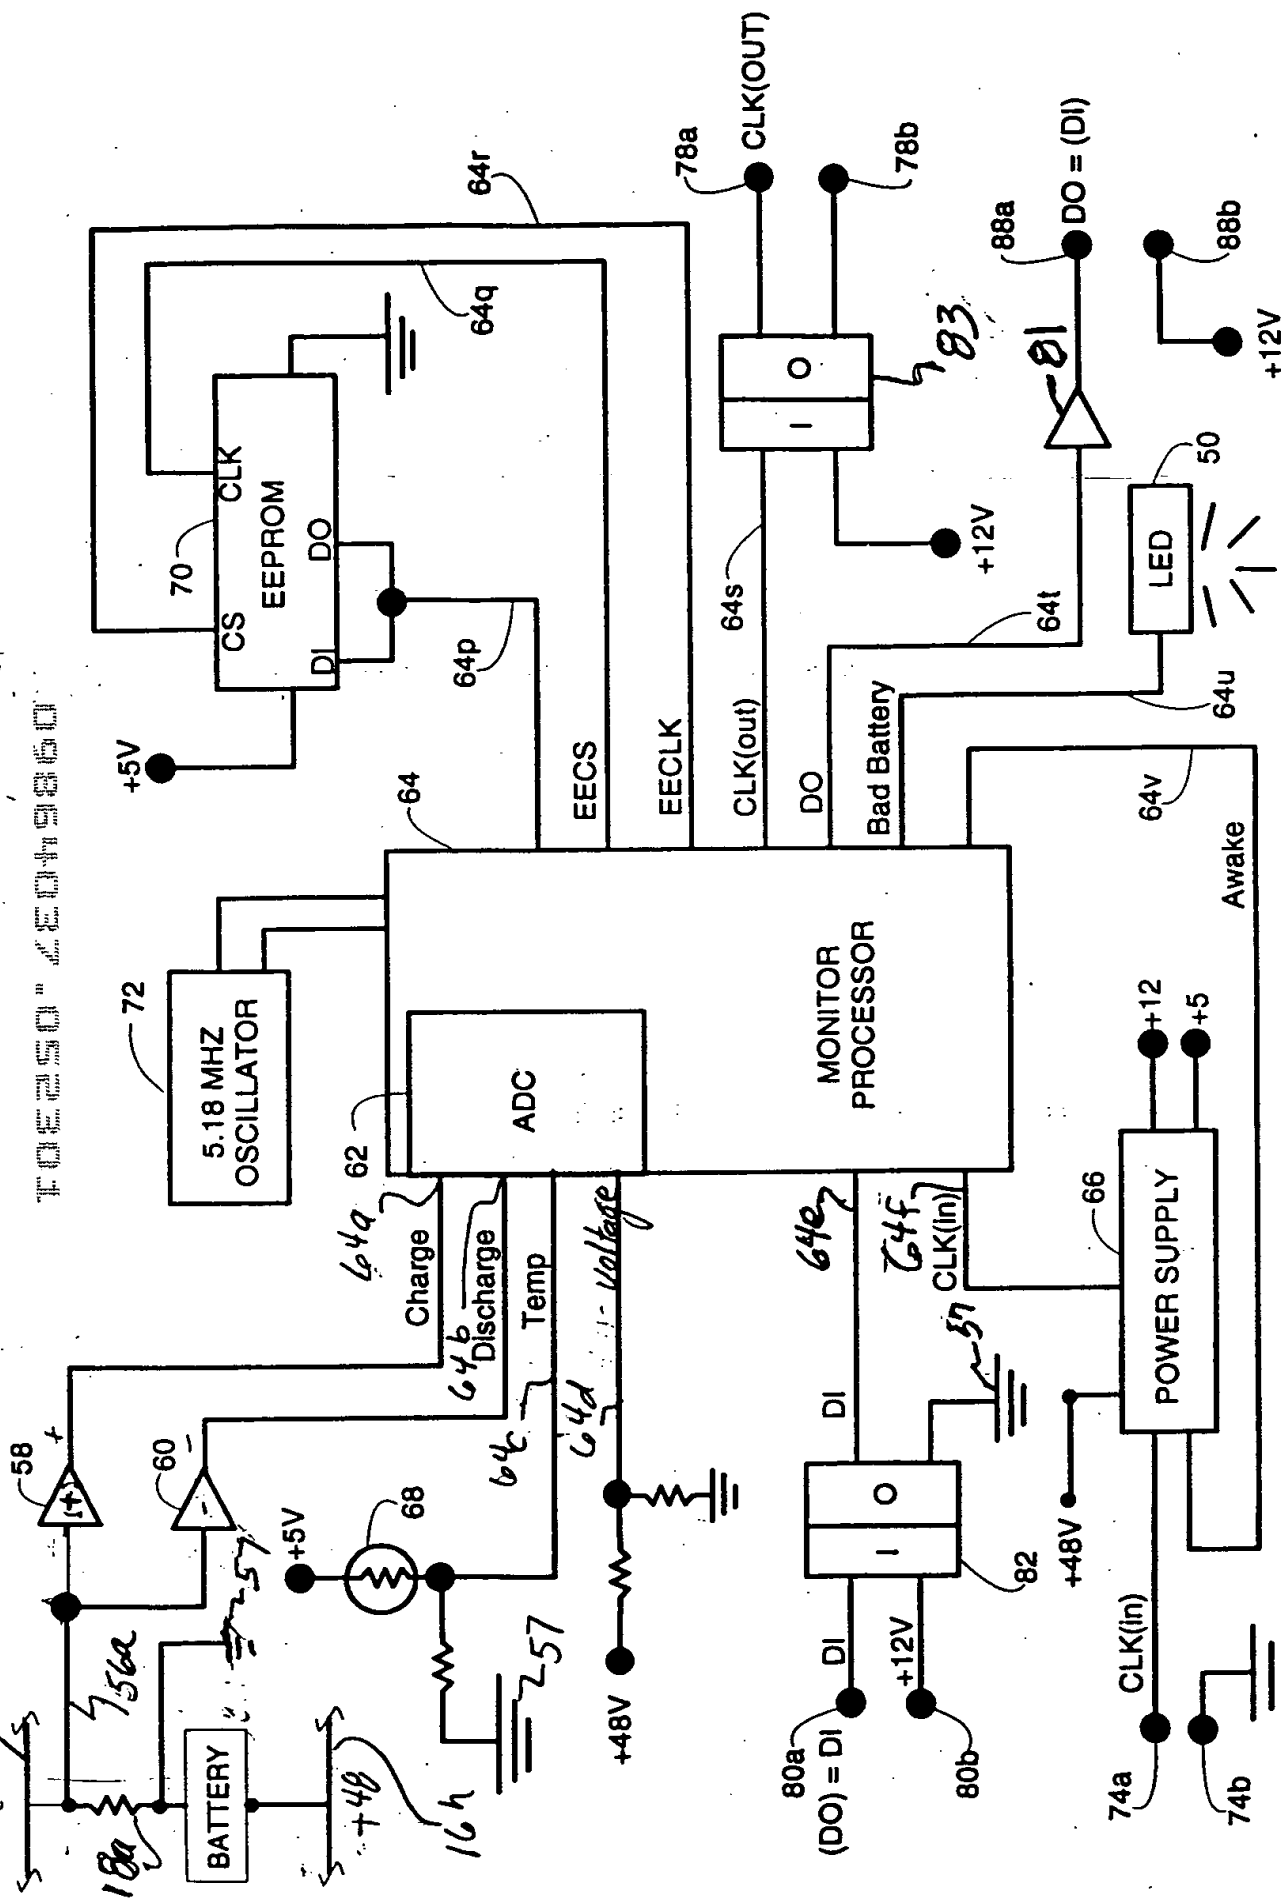 09854037.052301
58
+
(+)
60
-
-
57
56a
18a
BATTERY
+48
16h
+5V
68
57
+48V
64a
Charge
64b
Discharge
64c
Temp
64d
Voltage
72
5.18 MHZ
OSCILLATOR
62
ADC
64
MONITOR
PROCESSOR
+5V
70
CS
CLK
EEPROM
DI
DO
64p
64q
64r
EECS
EECLK
CLK(out)
DO
Bad Battery
64s
64t
64u
64v
Awake
I
O
83
+12V
78a
CLK(OUT)
78b
81
88a
DO = (DI)
88b
+12V
LED
50
80a
(DO) = DI
80b
DI
+12V
I
O
82
DI
57
64e
64f
CLK(in)
+48V
POWER SUPPLY
66
+12
+5
CLK(in)
74a
74b